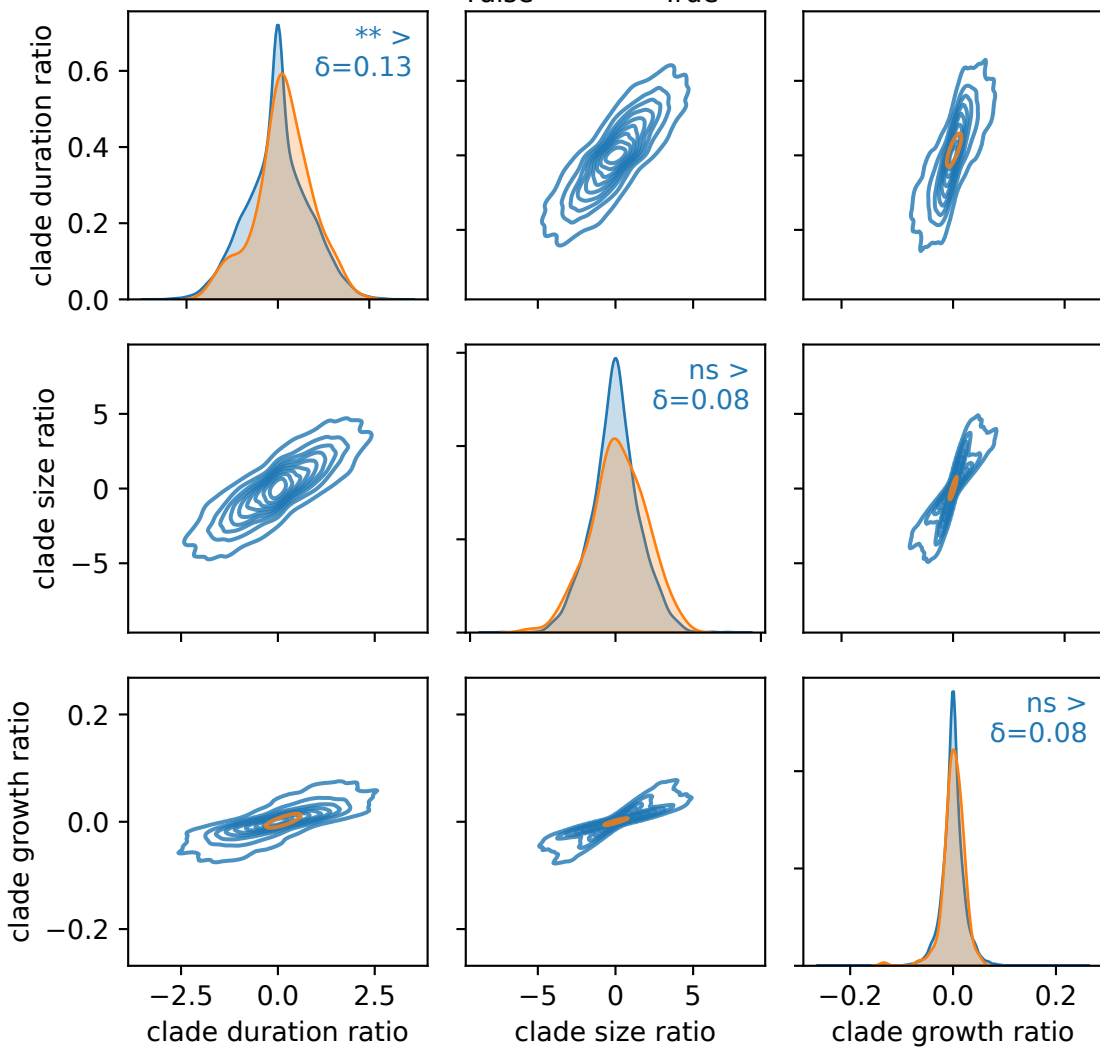 clade duration ratio
0.6
0.4
0.2
0.0
** >
δ=0.13
clade size ratio
5
0
−5
ns >
δ=0.08
clade growth ratio
0.2
0.0
−0.2
ns >
δ=0.08
−2.5 0.0 2.5
clade duration ratio
−5 0 5
clade size ratio
−0.2 0.0 0.2
clade growth ratio